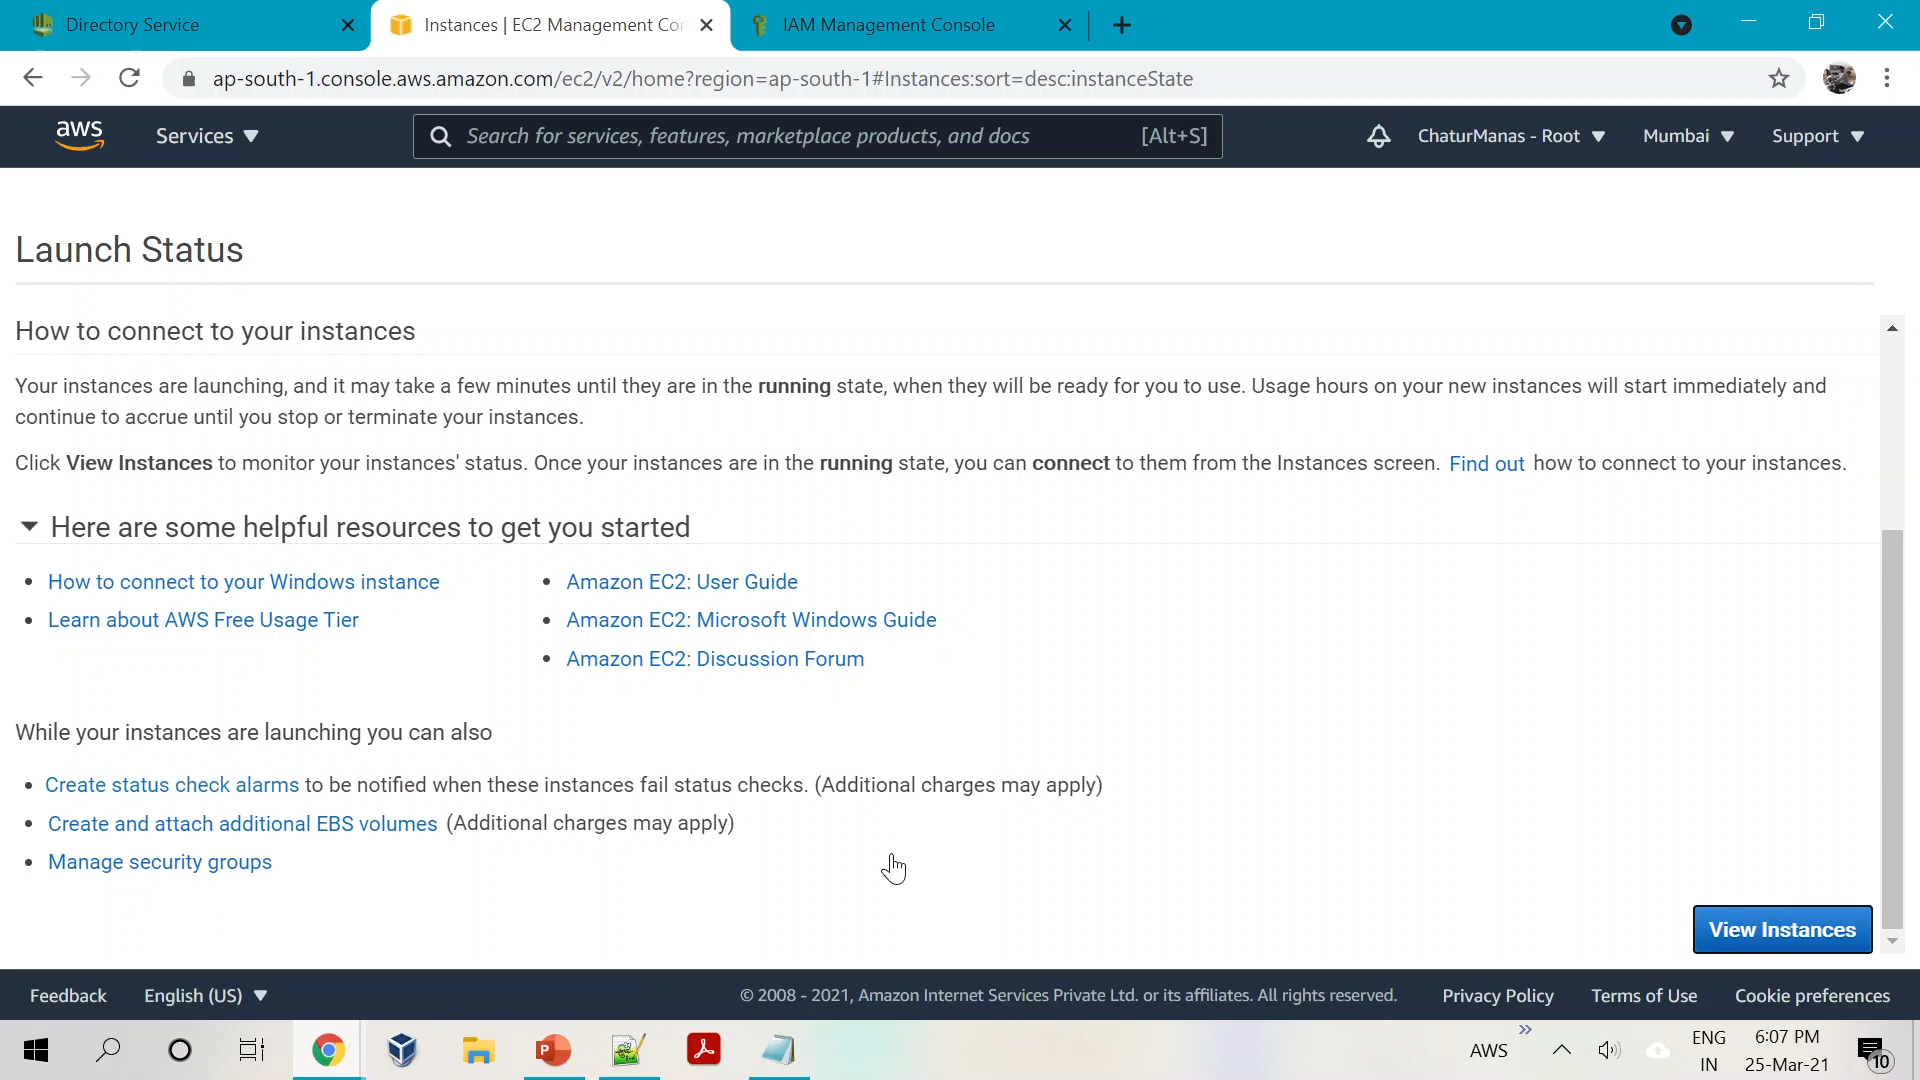 Directory Service
Instances | EC2 Management Cor
IAM Management Console
ap-south-1.console.aws.amazon.com/ec2/v2/home?region=ap-south-1#Instances:sort=desc:instanceState
aws
Services
Search for services, features, marketplace products, and docs
[Alt+S]
ChaturManas - Root
Mumbai
Support
Launch Status
How to connect to your instances
Your instances are launching, and it may take a few minutes until they are in the running state, when they will be ready for you to use. Usage hours on your new instances will start immediately and
continue to accrue until you stop or terminate your instances.
Click View Instances to monitor your instances' status. Once your instances are in the running state, you can connect to them from the Instances screen. Find out how to connect to your instances.
Here are some helpful resources to get you started
• How to connect to your Windows instance
• Learn about AWS Free Usage Tier
• Amazon EC2: User Guide
• Amazon EC2: Microsoft Windows Guide
• Amazon EC2: Discussion Forum
While your instances are launching you can also
• Create status check alarms to be notified when these instances fail status checks. (Additional charges may apply)
• Create and attach additional EBS volumes (Additional charges may apply)
• Manage security groups
View Instances
Feedback
English (US)
© 2008 - 2021, Amazon Internet Services Private Ltd. or its affiliates. All rights reserved.
Privacy Policy
Terms of Use
Cookie preferences
AWS
ENG
IN
6:07 PM
25-Mar-21
10